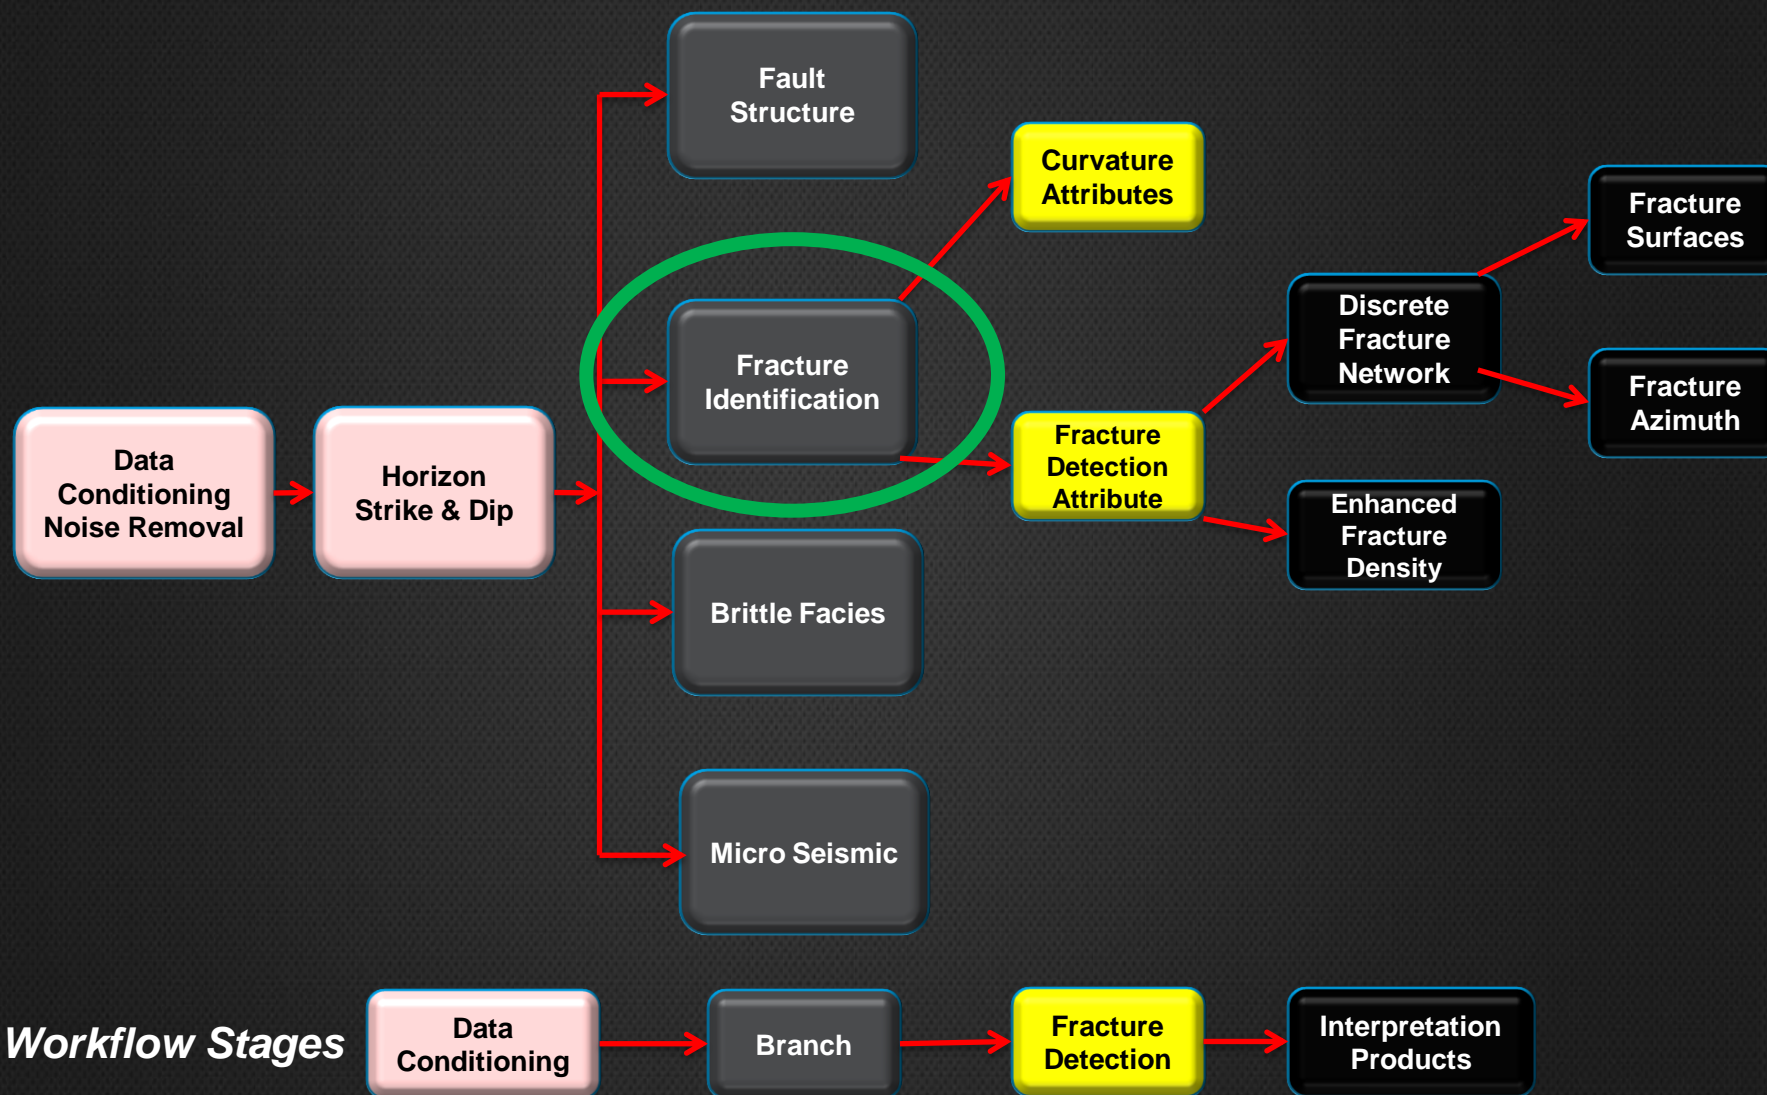 Fault
Structure
Curvature
Attributes
Fracture
Surfaces
Discrete
Fracture
Network
Fracture
Identification
Fracture
Azimuth
Data
Conditioning
Noise Removal
Horizon
Strike & Dip
Fracture
Detection
Attribute
Enhanced
Fracture
Density
Brittle Facies
Micro Seismic
Workflow Stages
Data
Conditioning
Branch
Fracture
Detection
Interpretation
Products